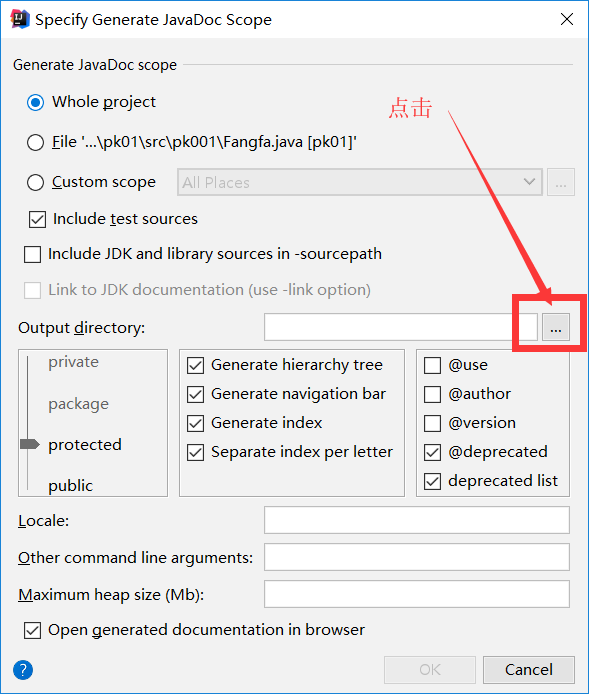 Specify Generate JavaDoc Scope
Generate JavaDoc scope
Whole project
点击
File '...\pk01\src\pk001\Fangfa.java [pk01]'
Custom scope
All Places
...
Include test sources
Include JDK and library sources in -sourcepath
Link to JDK documentation (use -link option)
Output directory:
...
private
package
protected
public
Generate hierarchy tree
Generate navigation bar
Generate index
Separate index per letter
@use
@author
@version
@deprecated
deprecated list
Locale:
Other command line arguments:
Maximum heap size (Mb):
Open generated documentation in browser
?
OK
Cancel